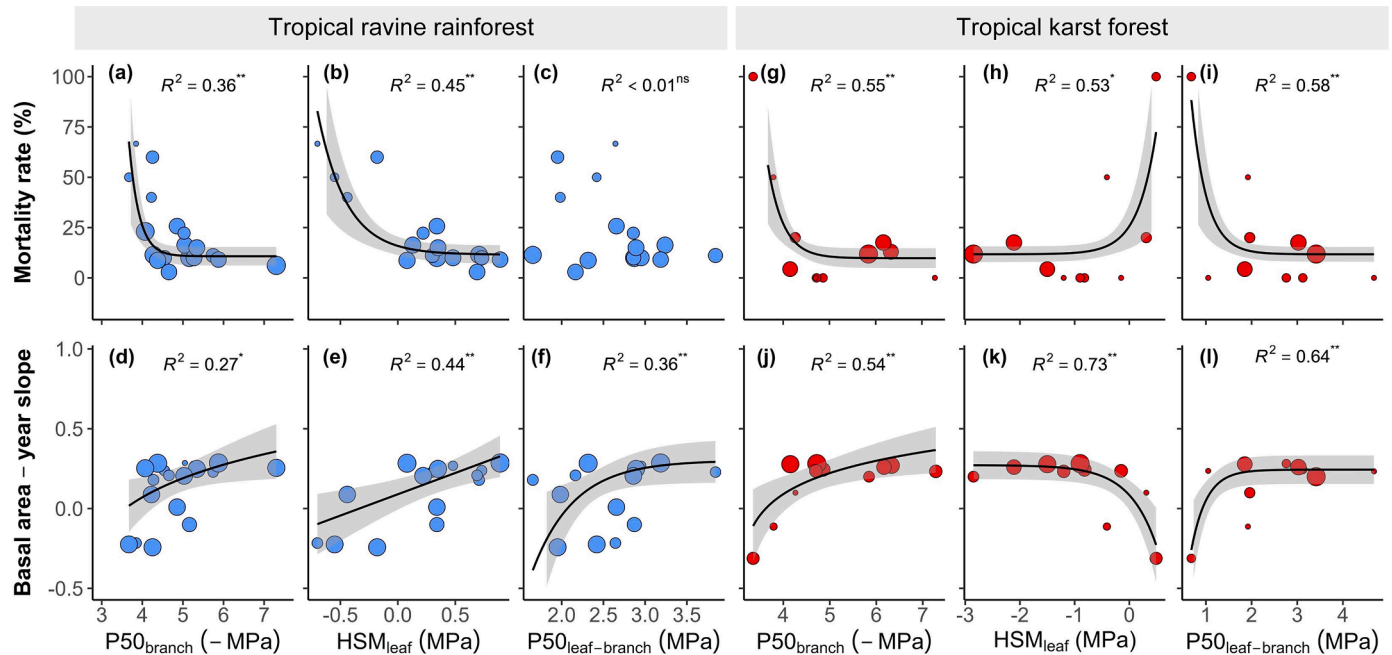 Tropical ravine rainforest
Tropical karst forest
Mortality rate (%)
100
75
50
25
0
(a)
R² = 0.36**
(b)
R² = 0.45**
(c)
R² < 0.01ns
(g)
R² = 0.55**
(h)
R² = 0.53*
(i)
R² = 0.58**
Basal area – year slope
1.0
0.5
0.0
-0.5
(d)
R² = 0.27*
(e)
R² = 0.44**
(f)
R² = 0.36**
(j)
R² = 0.54**
(k)
R² = 0.73**
(l)
R² = 0.64**
3 4 5 6 7
-0.5 0.0 0.5
2.0 2.5 3.0 3.5
4 5 6 7
-3 -2 -1 0
1 2 3 4
P50branch (– MPa)
HSMleaf (MPa)
P50leaf–branch (MPa)
P50branch (– MPa)
HSMleaf (MPa)
P50leaf–branch (MPa)